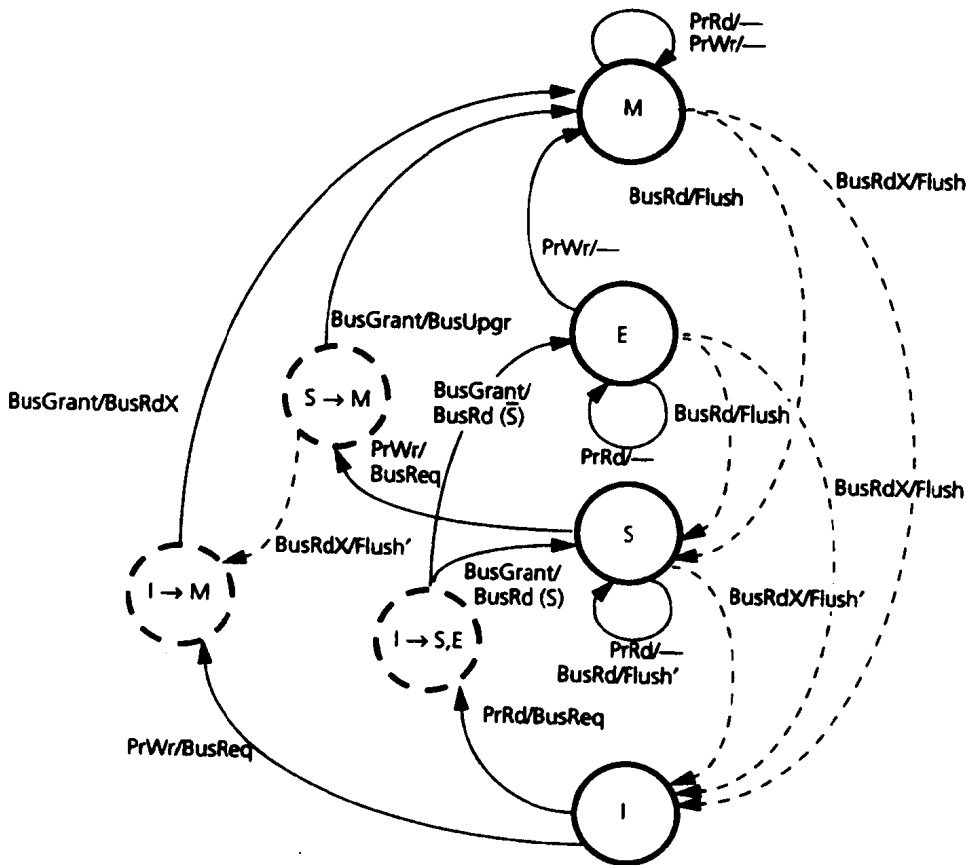 PrRd/—
PrWr/—
M
BusRdX/Flush
BusRd/Flush
PrWr/—
BusGrant/BusUpgr
E
BusGrant/BusRdX
S → M
BusGrant/
BusRd (S̅)
BusRd/Flush
PrWr/
BusReq
PrRd/—
BusRdX/Flush
S
BusRdX/Flush′
BusGrant/
BusRd (S)
I → M
BusRdX/Flush′
I → S,E
PrRd/—
BusRd/Flush′
PrRd/BusReq
PrWr/BusReq
I